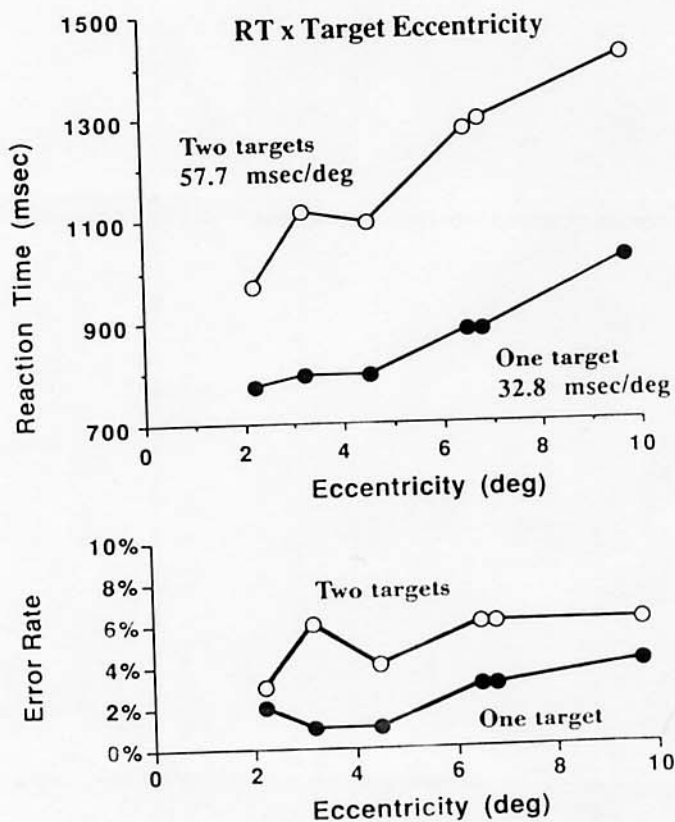 RT x Target Eccentricity
1500
1300
1100
900
700
Reaction Time (msec)
Two targets
57.7 msec/deg
One target
32.8 msec/deg
0 2 4 6 8 10
Eccentricity (deg)
10%
8%
6%
4%
2%
0%
Error Rate
Two targets
One target
0 2 4 6 8 10
Eccentricity (deg)